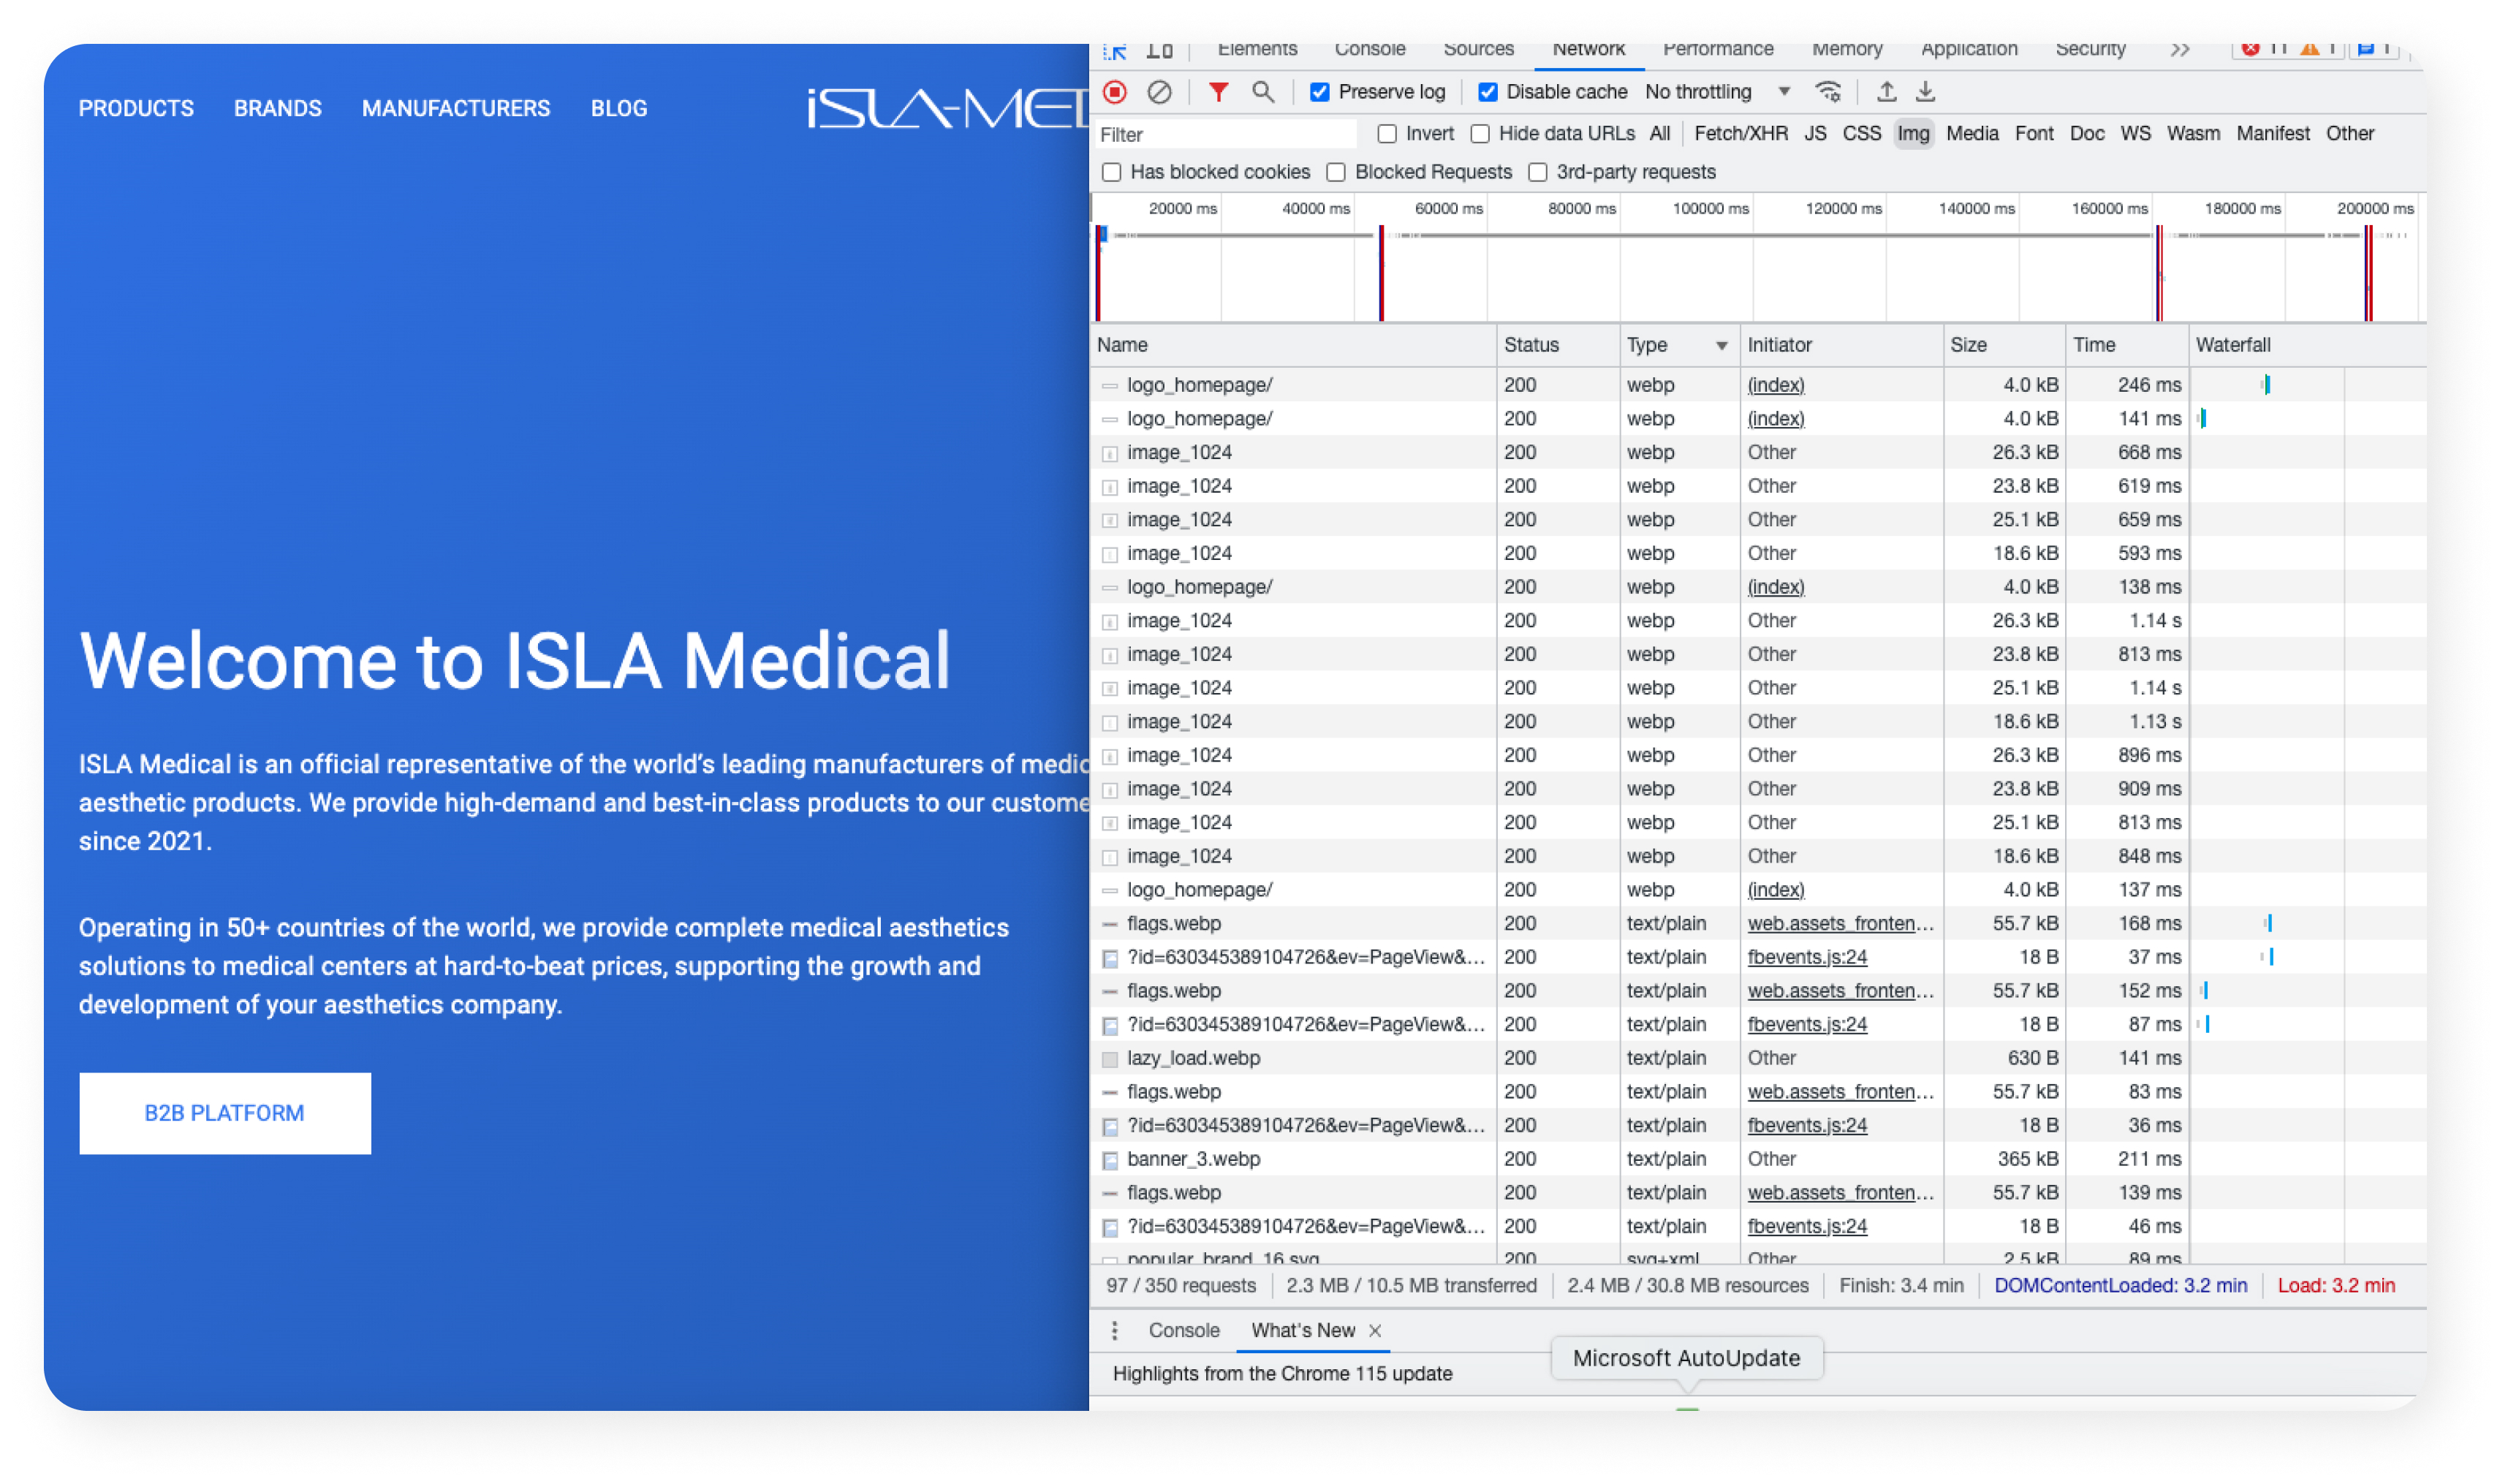 PRODUCTS BRANDS MANUFACTURERS BLOG
iSLA-MED
Welcome to ISLA Medical
ISLA Medical is an official representative of the world's leading manufacturers of medic
aesthetic products. We provide high-demand and best-in-class products to our custome
since 2021.
Operating in 50+ countries of the world, we provide complete medical aesthetics
solutions to medical centers at hard-to-beat prices, supporting the growth and
development of your aesthetics company.
B2B PLATFORM
Elements Console Sources Network Performance Memory Application Security >> 11 1 1
Preserve log Disable cache No throttling
Filter Invert Hide data URLs All Fetch/XHR JS CSS Img Media Font Doc WS Wasm Manifest Other
Has blocked cookies Blocked Requests 3rd-party requests
20000 ms 40000 ms 60000 ms 80000 ms 100000 ms 120000 ms 140000 ms 160000 ms 180000 ms 200000 ms
Name Status Type Initiator Size Time Waterfall
logo_homepage/ 200 webp (index) 4.0 kB 246 ms
logo_homepage/ 200 webp (index) 4.0 kB 141 ms
image_1024 200 webp Other 26.3 kB 668 ms
image_1024 200 webp Other 23.8 kB 619 ms
image_1024 200 webp Other 25.1 kB 659 ms
image_1024 200 webp Other 18.6 kB 593 ms
logo_homepage/ 200 webp (index) 4.0 kB 138 ms
image_1024 200 webp Other 26.3 kB 1.14 s
image_1024 200 webp Other 23.8 kB 813 ms
image_1024 200 webp Other 25.1 kB 1.14 s
image_1024 200 webp Other 18.6 kB 1.13 s
image_1024 200 webp Other 26.3 kB 896 ms
image_1024 200 webp Other 23.8 kB 909 ms
image_1024 200 webp Other 25.1 kB 813 ms
image_1024 200 webp Other 18.6 kB 848 ms
logo_homepage/ 200 webp (index) 4.0 kB 137 ms
flags.webp 200 text/plain web.assets_fronten... 55.7 kB 168 ms
?id=630345389104726&ev=PageView&... 200 text/plain fbevents.js:24 18 B 37 ms
flags.webp 200 text/plain web.assets_fronten... 55.7 kB 152 ms
?id=630345389104726&ev=PageView&... 200 text/plain fbevents.js:24 18 B 87 ms
lazy_load.webp 200 text/plain Other 630 B 141 ms
flags.webp 200 text/plain web.assets_fronten... 55.7 kB 83 ms
?id=630345389104726&ev=PageView&... 200 text/plain fbevents.js:24 18 B 36 ms
banner_3.webp 200 text/plain Other 365 kB 211 ms
flags.webp 200 text/plain web.assets_fronten... 55.7 kB 139 ms
?id=630345389104726&ev=PageView&... 200 text/plain fbevents.js:24 18 B 46 ms
popular_brand_16.svg 200 svg+xml Other 2.5 kB 89 ms
97 / 350 requests 2.3 MB / 10.5 MB transferred 2.4 MB / 30.8 MB resources Finish: 3.4 min DOMContentLoaded: 3.2 min Load: 3.2 min
Console What's New
Microsoft AutoUpdate
Highlights from the Chrome 115 update